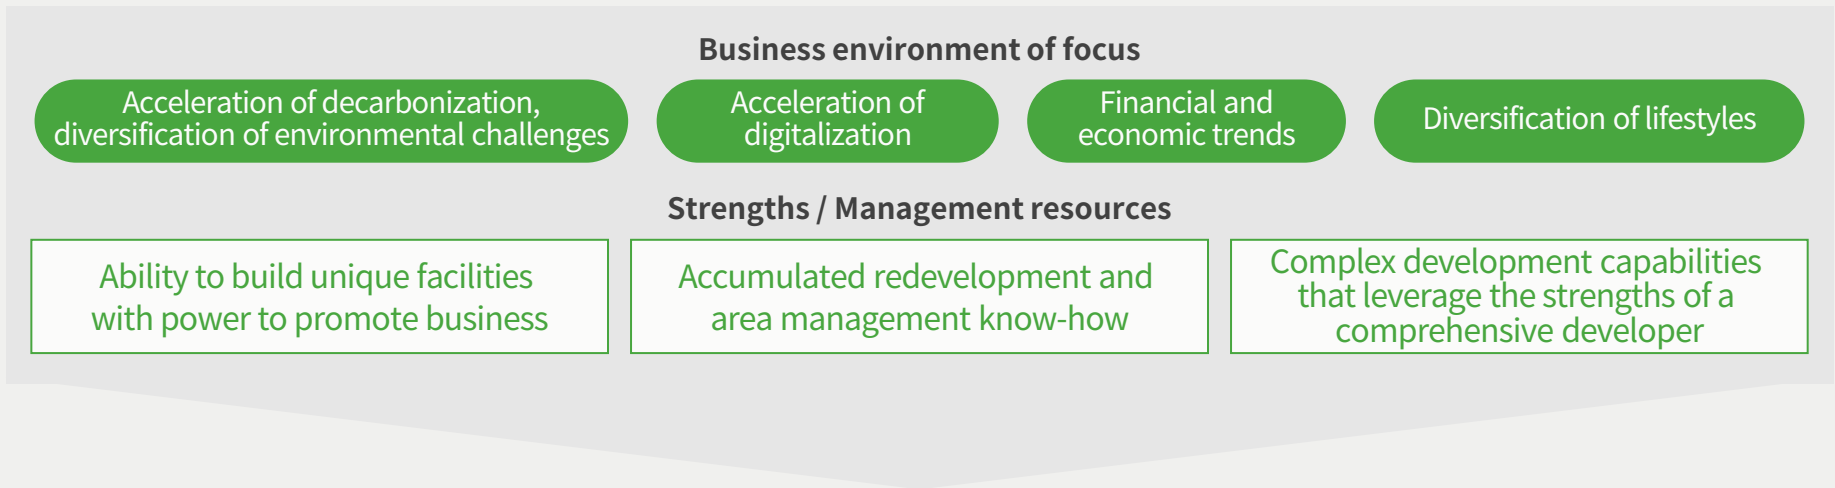 Business environment of focus
Acceleration of decarbonization,
diversification of environmental challenges
Acceleration of
digitalization
Financial and
economic trends
Diversification of lifestyles
Strengths / Management resources
Ability to build unique facilities
with power to promote business
Accumulated redevelopment and
area management know-how
Complex development capabilities
that leverage the strengths of a
comprehensive developer